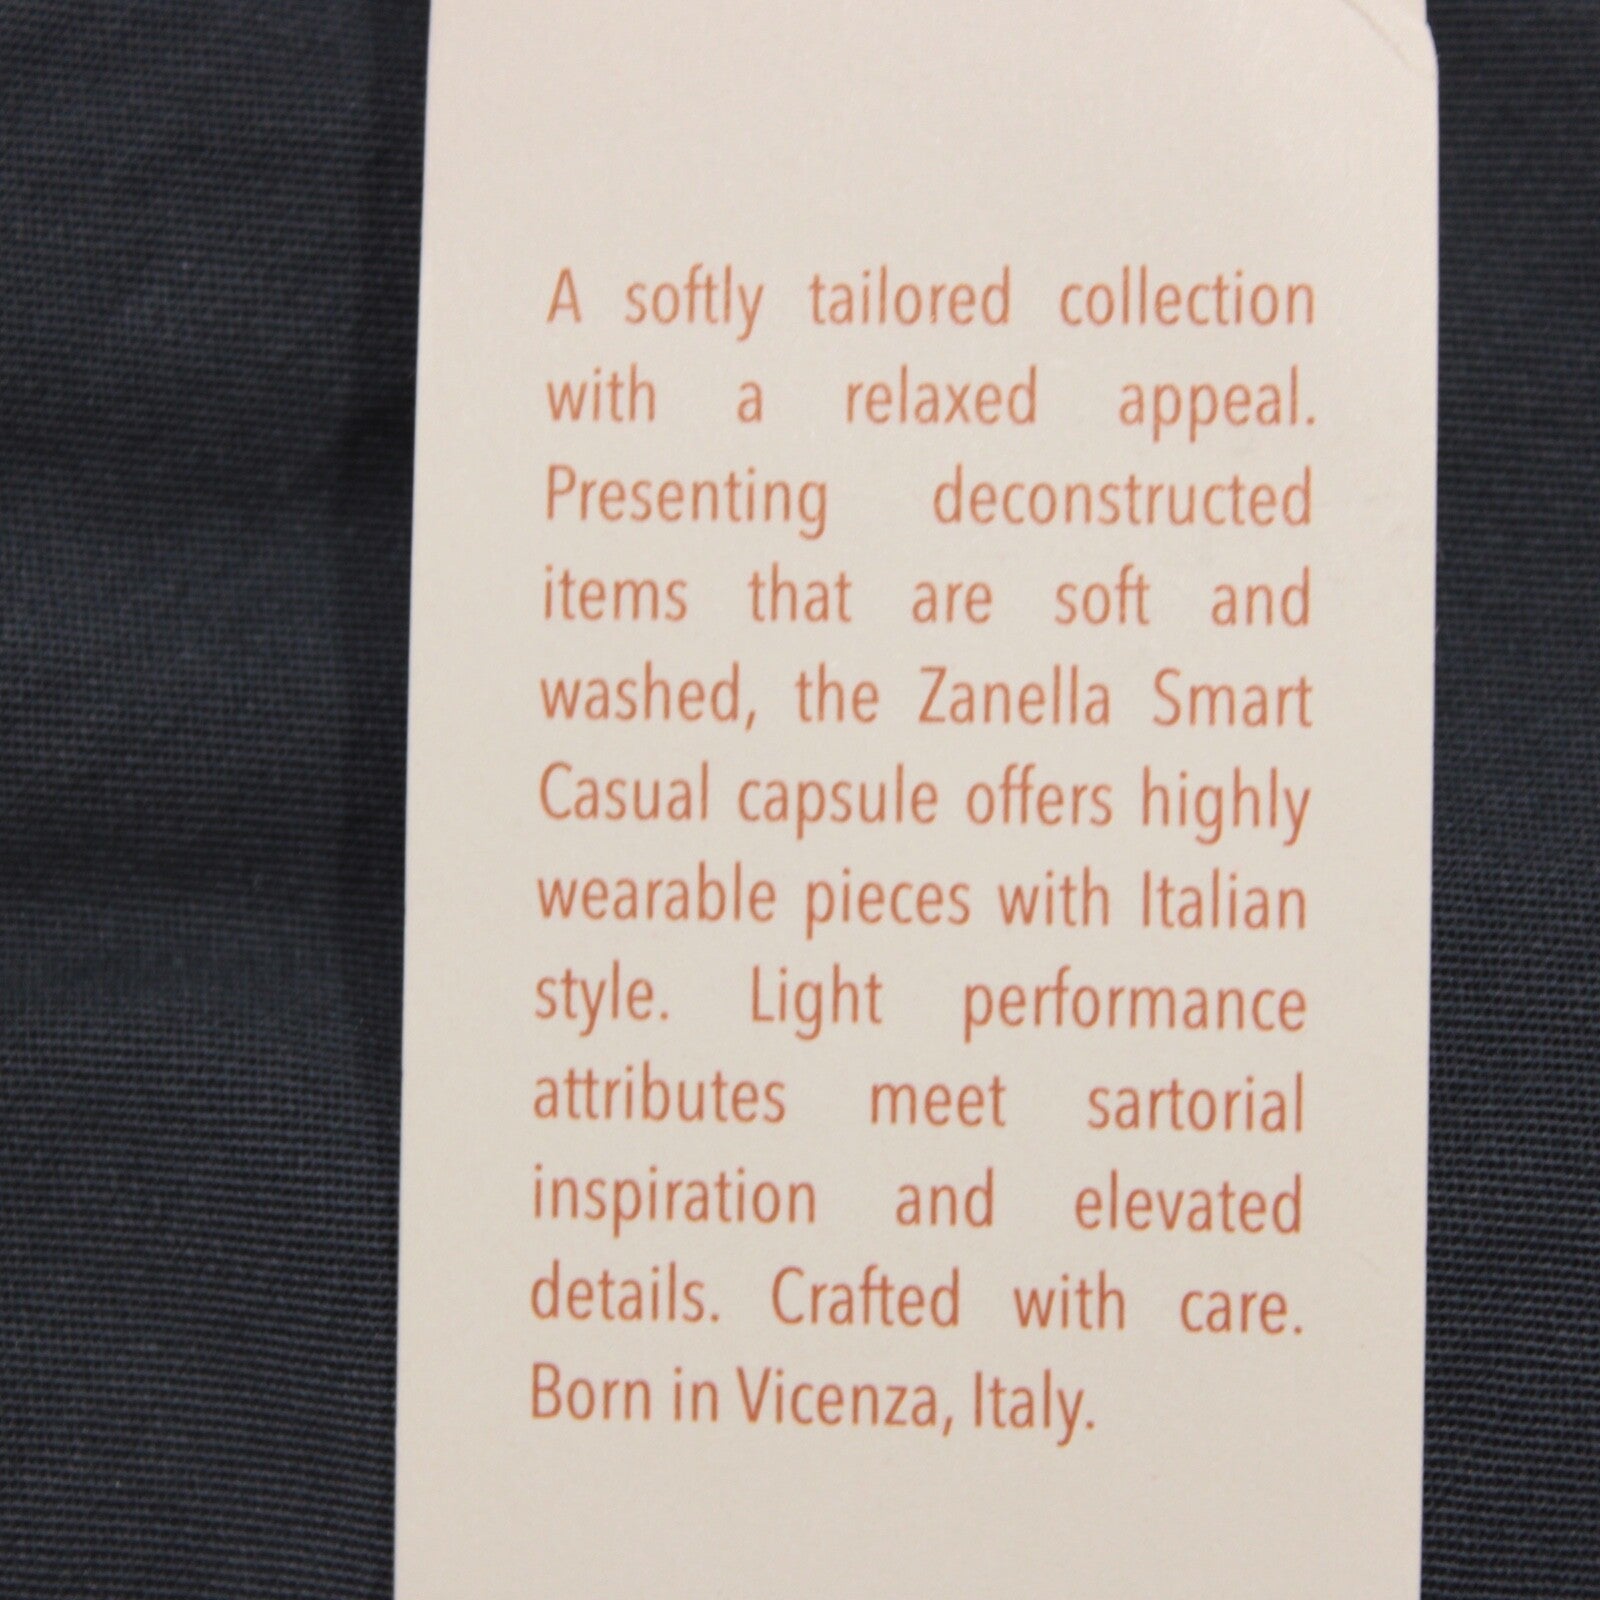 A softly tailored collection
with a relaxed appeal.
Presenting deconstructed
items that are soft and
washed, the Zanella Smart
Casual capsule offers highly
wearable pieces with Italian
style. Light performance
attributes meet sartorial
inspiration and elevated
details. Crafted with care.
Born in Vicenza, Italy.